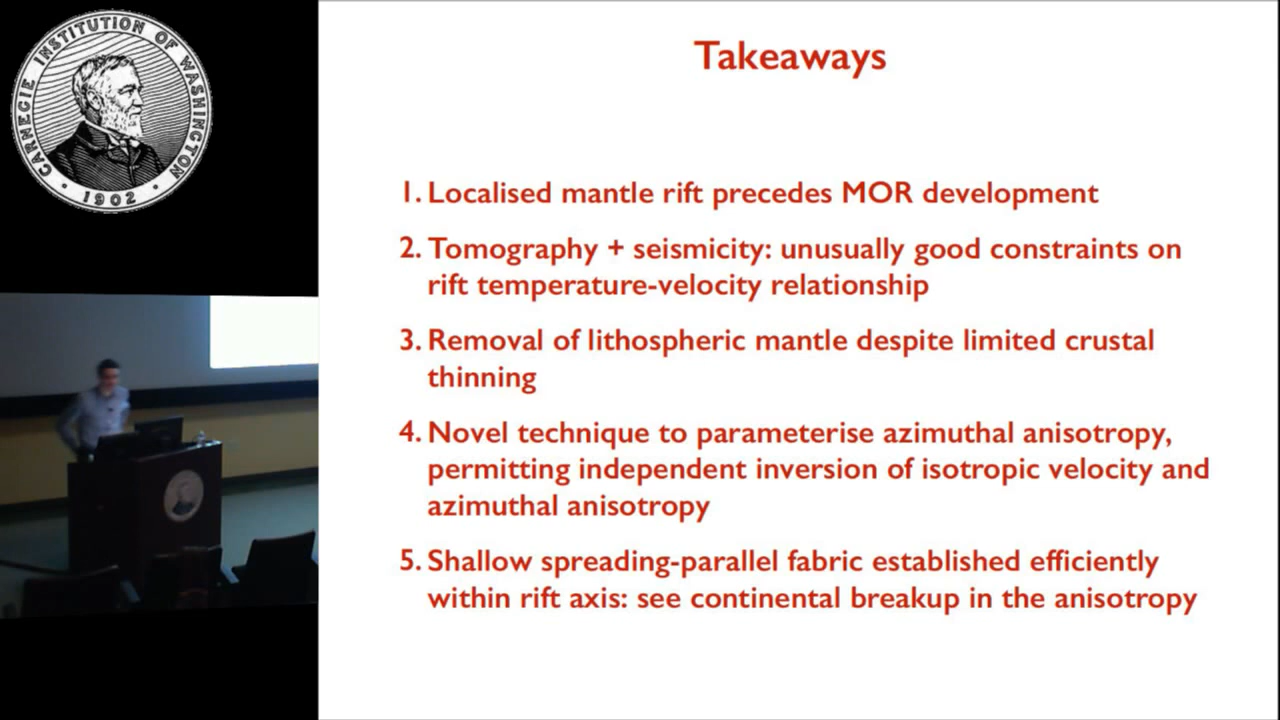 CARNEGIE INSTITUTION OF WASHINGTON
· 1902 ·
Takeaways
1. Localised mantle rift precedes MOR development
2. Tomography + seismicity: unusually good constraints on
rift temperature-velocity relationship
3. Removal of lithospheric mantle despite limited crustal
thinning
4. Novel technique to parameterise azimuthal anisotropy,
permitting independent inversion of isotropic velocity and
azimuthal anisotropy
5. Shallow spreading-parallel fabric established efficiently
within rift axis: see continental breakup in the anisotropy